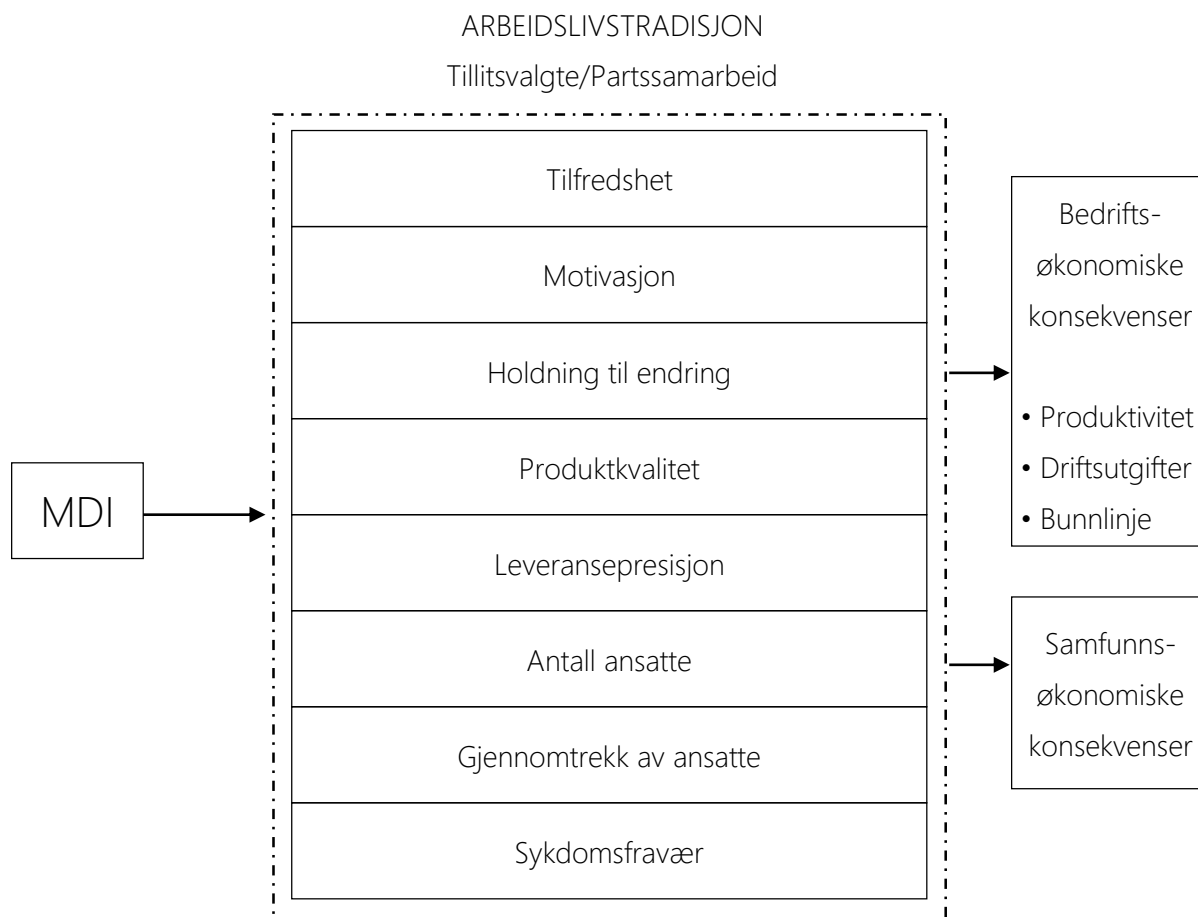 ARBEIDSLIVSTRADISJON
Tillitsvalgte/Partssamarbeid
MDI
Tilfredshet
Motivasjon
Holdning til endring
Produktkvalitet
Leveransepresisjon
Antall ansatte
Gjennomtrekk av ansatte
Sykdomsfravær
Bedrifts-
økonomiske
konsekvenser
• Produktivitet
• Driftsutgifter
• Bunnlinje
Samfunns-
økonomiske
konsekvenser